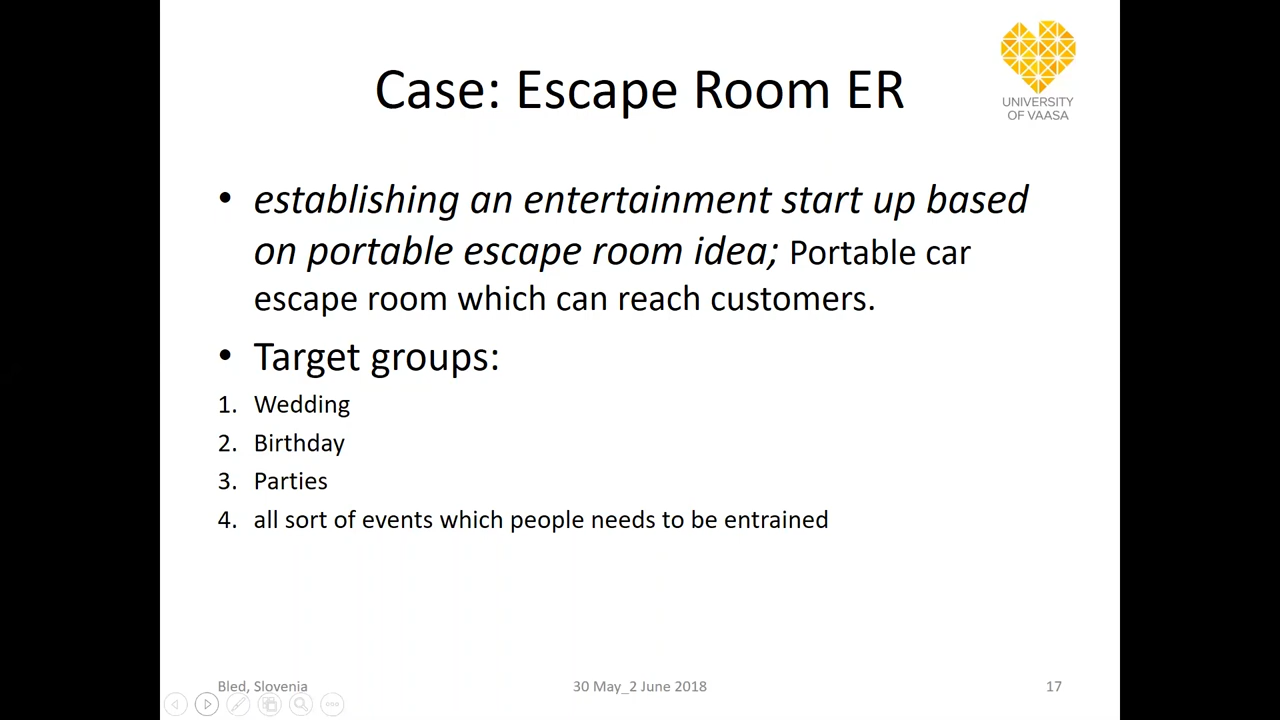 Case: Escape Room ER
UNIVERSITY
OF VAASA
• establishing an entertainment start up based
on portable escape room idea; Portable car
escape room which can reach customers.
• Target groups:
1. Wedding
2. Birthday
3. Parties
4. all sort of events which people needs to be entrained
Bled, Slovenia 30 May_2 June 2018 17